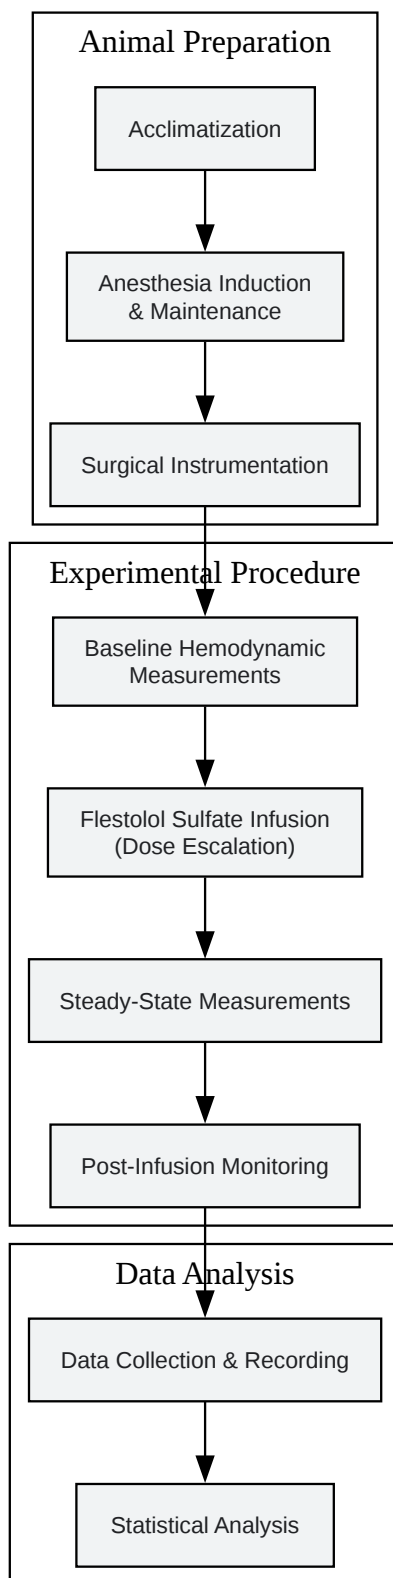 Animal Preparation
Acclimatization
Anesthesia Induction
& Maintenance
Surgical Instrumentation
Experimental Procedure
Baseline Hemodynamic
Measurements
Flestolol Sulfate Infusion
(Dose Escalation)
Steady-State Measurements
Post-Infusion Monitoring
Data Analysis
Data Collection & Recording
Statistical Analysis